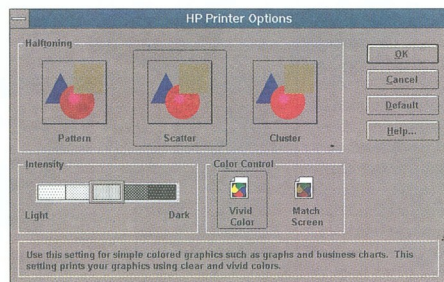 HP Printer Options
Halftoning
Pattern
Scatter
Cluster
OK
Cancel
Default
Help...
Intensity
Light
Dark
Color Control
Vivid
Color
Match
Screen
Use this setting for simple colored graphics such as graphs and business charts. This
setting prints your graphics using clear and vivid colors.